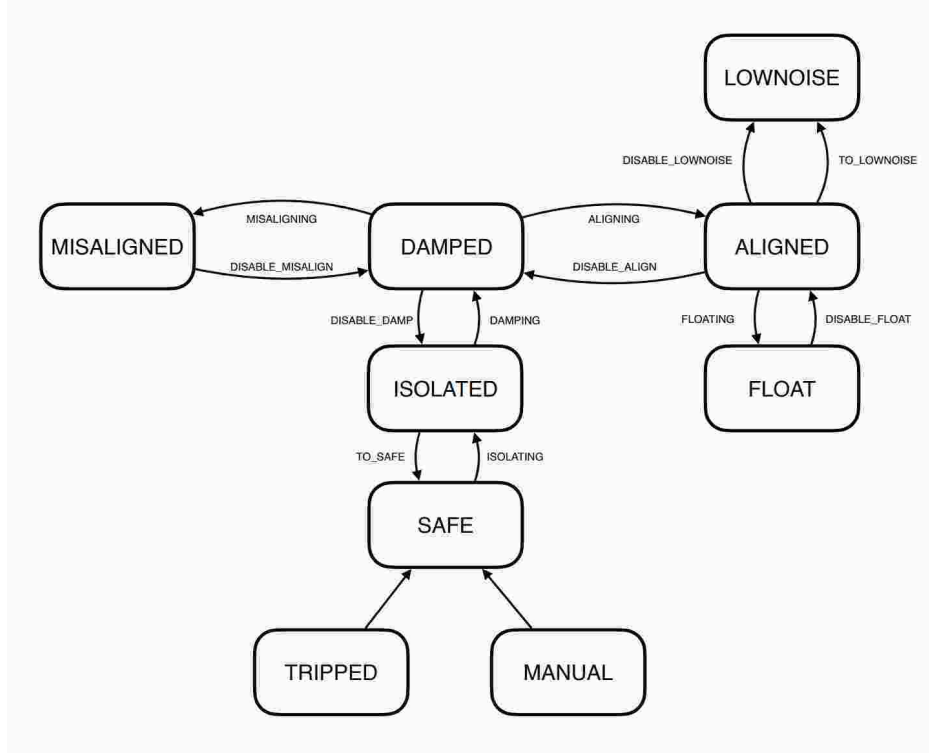 LOWNOISE
DISABLE_LOWNOISE
TO_LOWNOISE
MISALIGNING
ALIGNING
MISALIGNED
DAMPED
ALIGNED
DISABLE_MISALIGN
DISABLE_ALIGN
DISABLE_DAMP
DAMPING
FLOATING
DISABLE_FLOAT
ISOLATED
FLOAT
TO_SAFE
ISOLATING
SAFE
TRIPPED
MANUAL